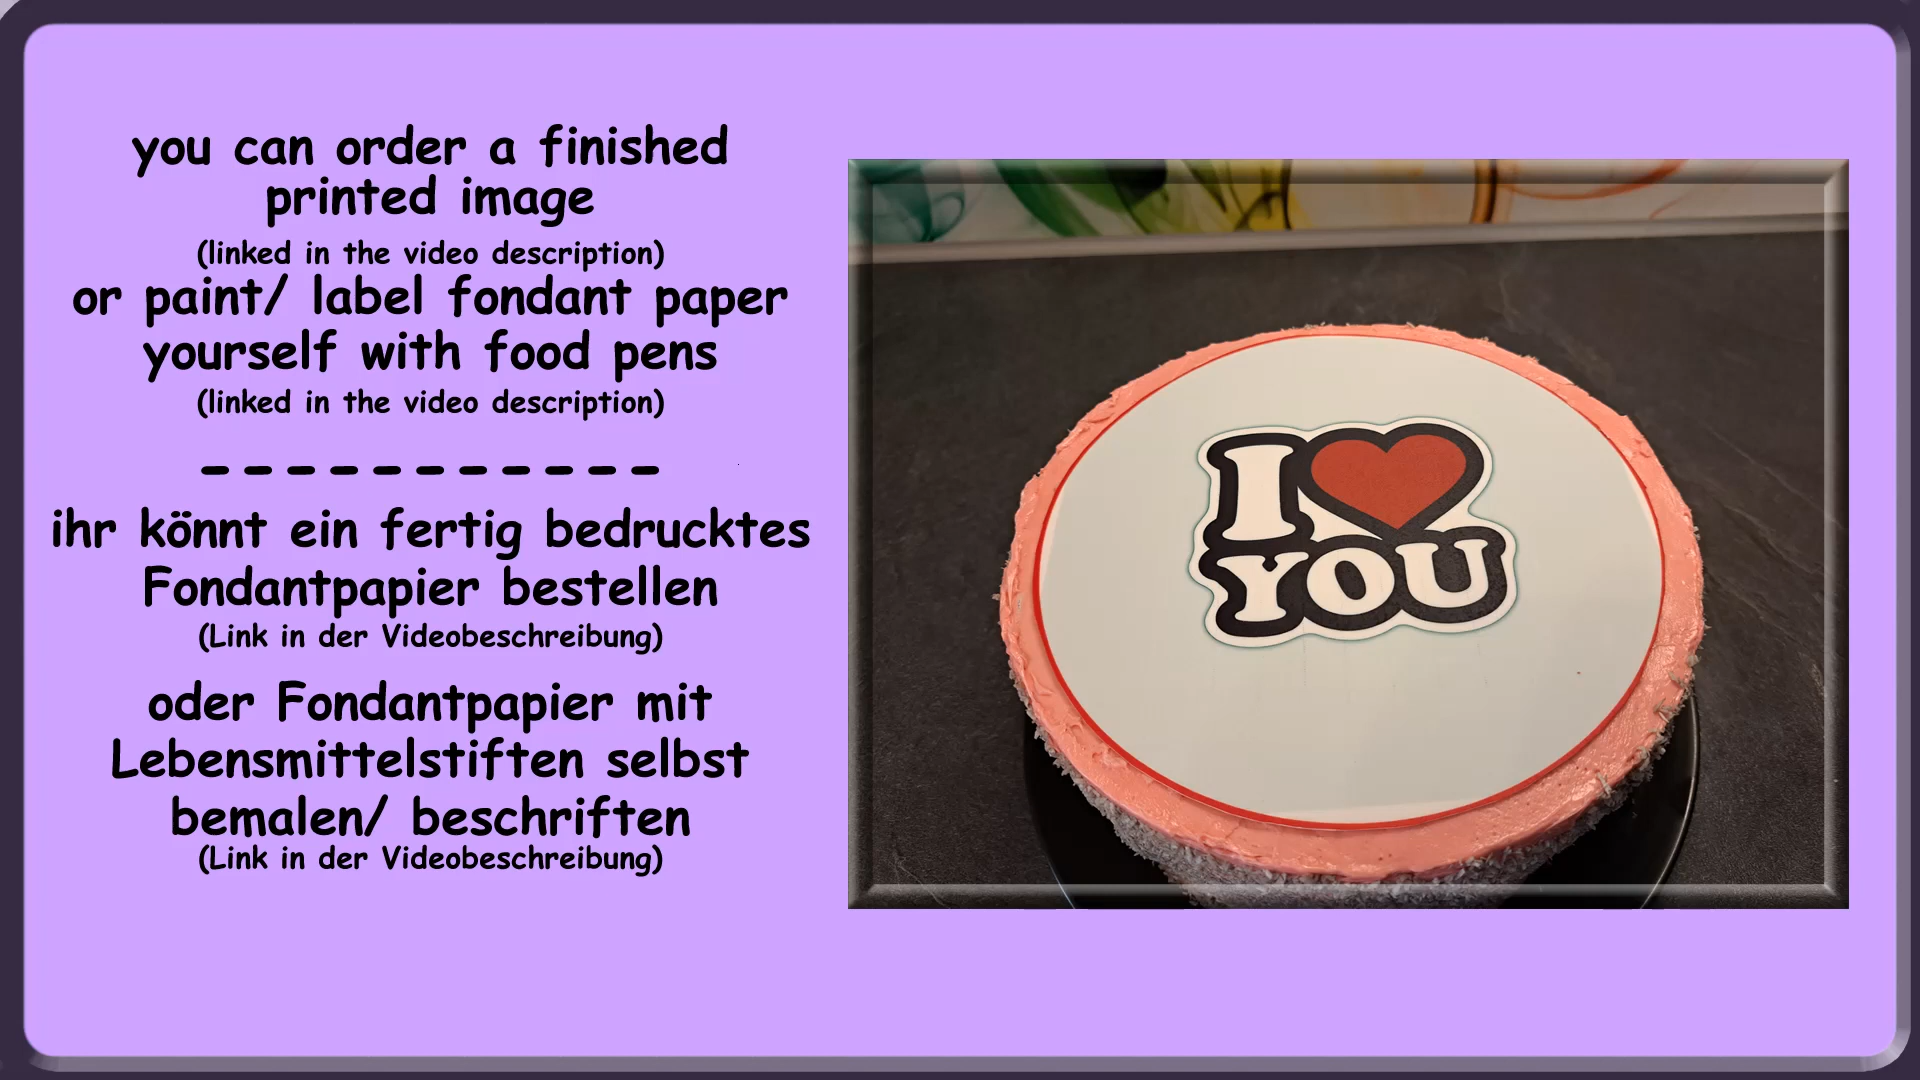 you can order a finished
printed image
(linked in the video description)
or paint/ label fondant paper
yourself with food pens
(linked in the video description)
-----------
ihr könnt ein fertig bedrucktes
Fondantpapier bestellen
(Link in der Videobeschreibung)
oder Fondantpapier mit
Lebensmittelstiften selbst
bemalen/ beschriften
(Link in der Videobeschreibung)
I
YOU